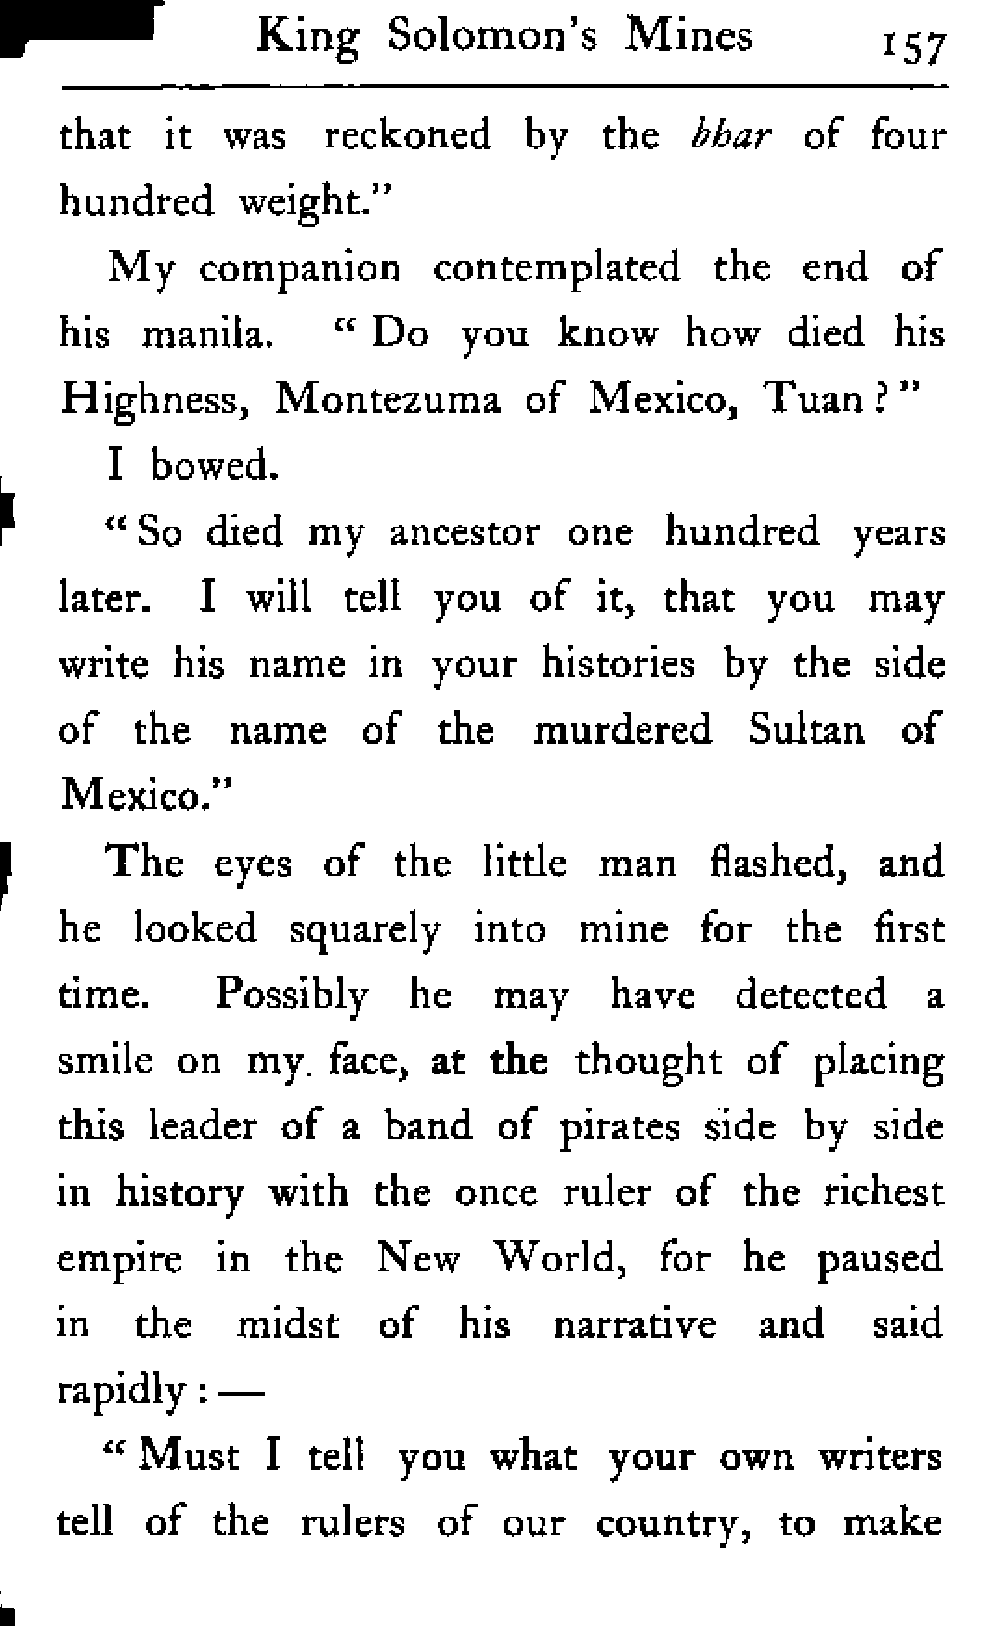 King Solomon's Mines 157
that it was reckoned by the bhar of four
hundred weight."
My companion contemplated the end of
his manila. "Do you know how died his
Highness, Montezuma of Mexico, Tuan?"
I bowed.
"So died my ancestor one hundred years
later. I will tell you of it, that you may
write his name in your histories by the side
of the name of the murdered Sultan of
Mexico."
The eyes of the little man flashed, and
he looked squarely into mine for the first
time. Possibly he may have detected a
smile on my. face, at the thought of placing
this leader of a band of pirates side by side
in history with the once ruler of the richest
empire in the New World, for he paused
in the midst of his narrative and said
rapidly:—
"Must I tell you what your own writers
tell of the rulers of our country, to make